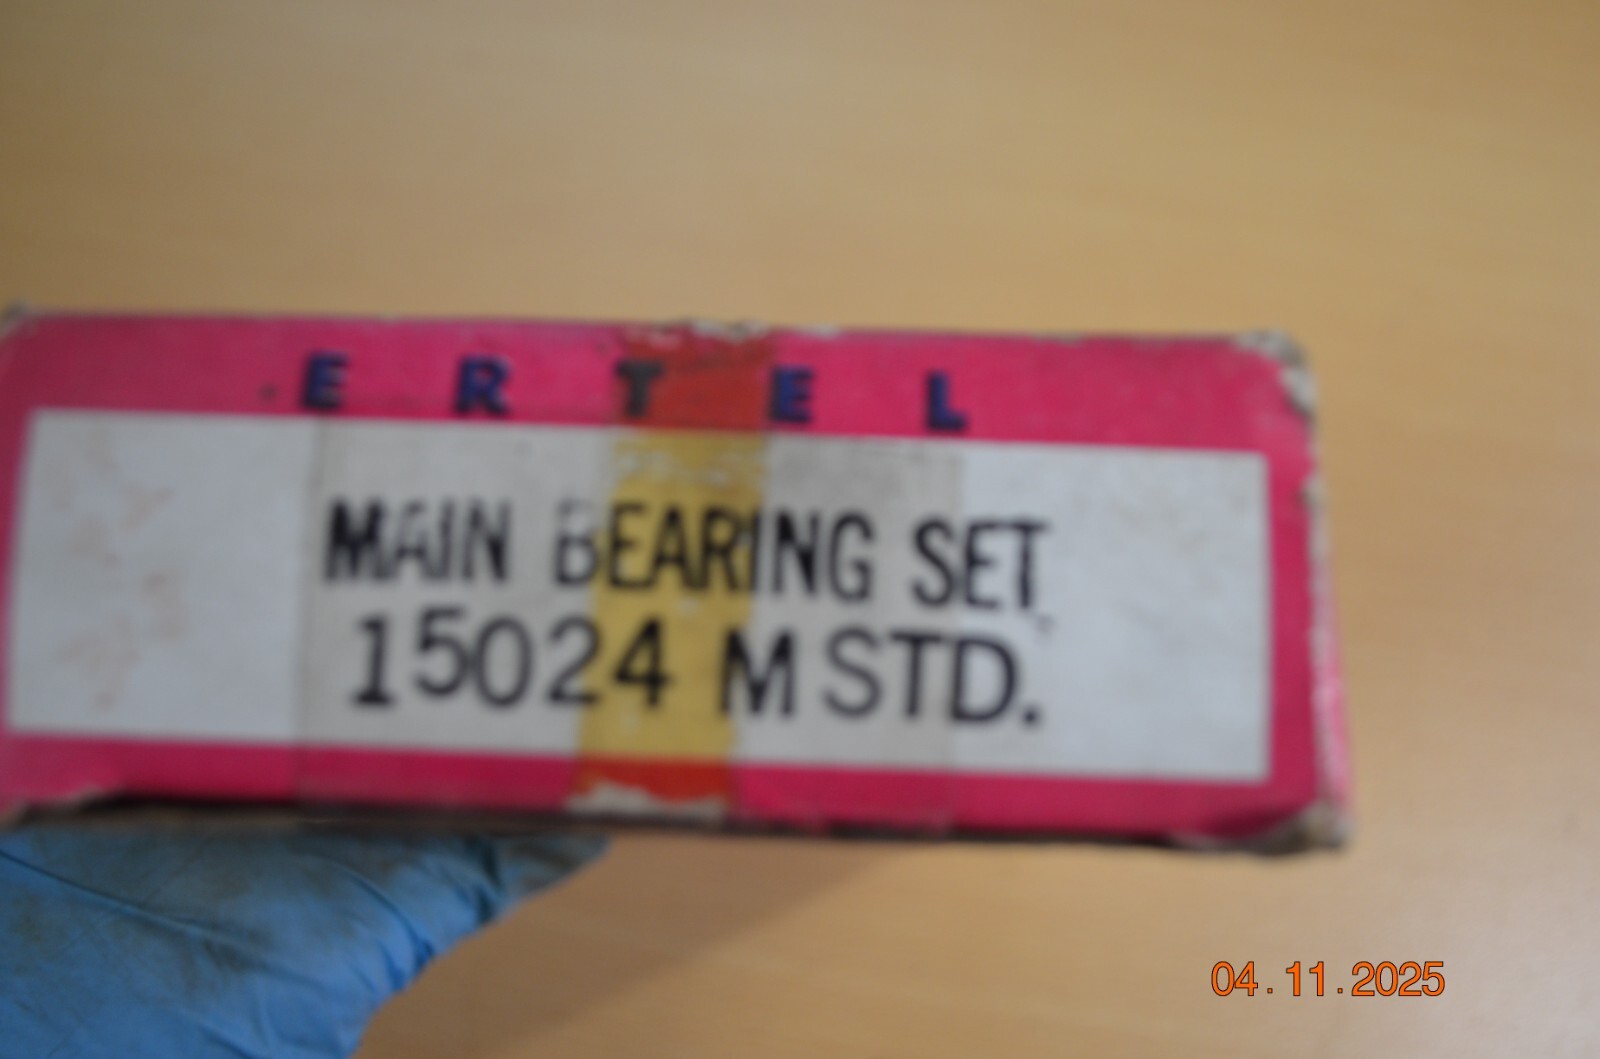 ERTEL
MAIN BEARING SET
15024 M STD.
04.11.2025